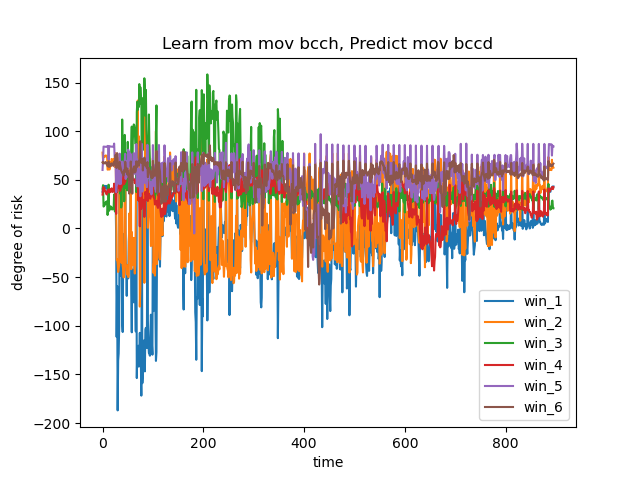 Learn from mov bcch, Predict mov bccd
150
100
50
0
−50
−100
−150
−200
degree of risk
win_1
win_2
win_3
win_4
win_5
win_6
0 200 400 600 800
time